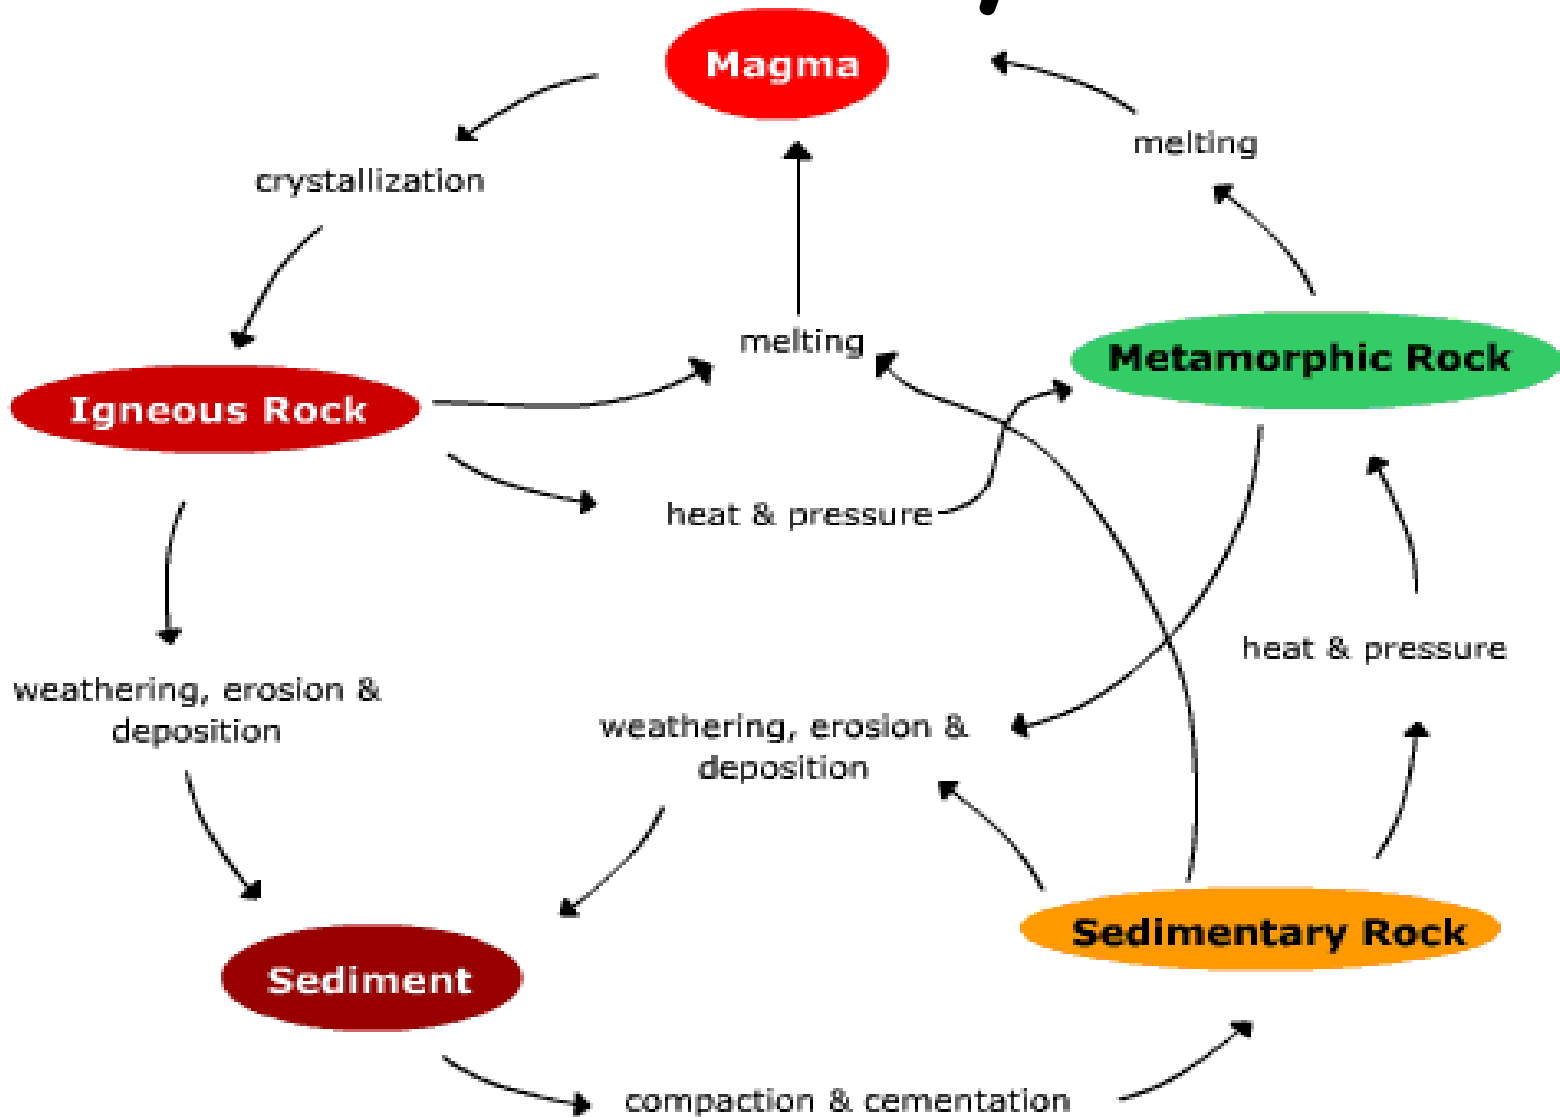 Magma
melting
crystallization
melting
Metamorphic Rock
Igneous Rock
heat & pressure
heat & pressure
weathering, erosion &
deposition
weathering, erosion &
deposition
Sedimentary Rock
Sediment
compaction & cementation